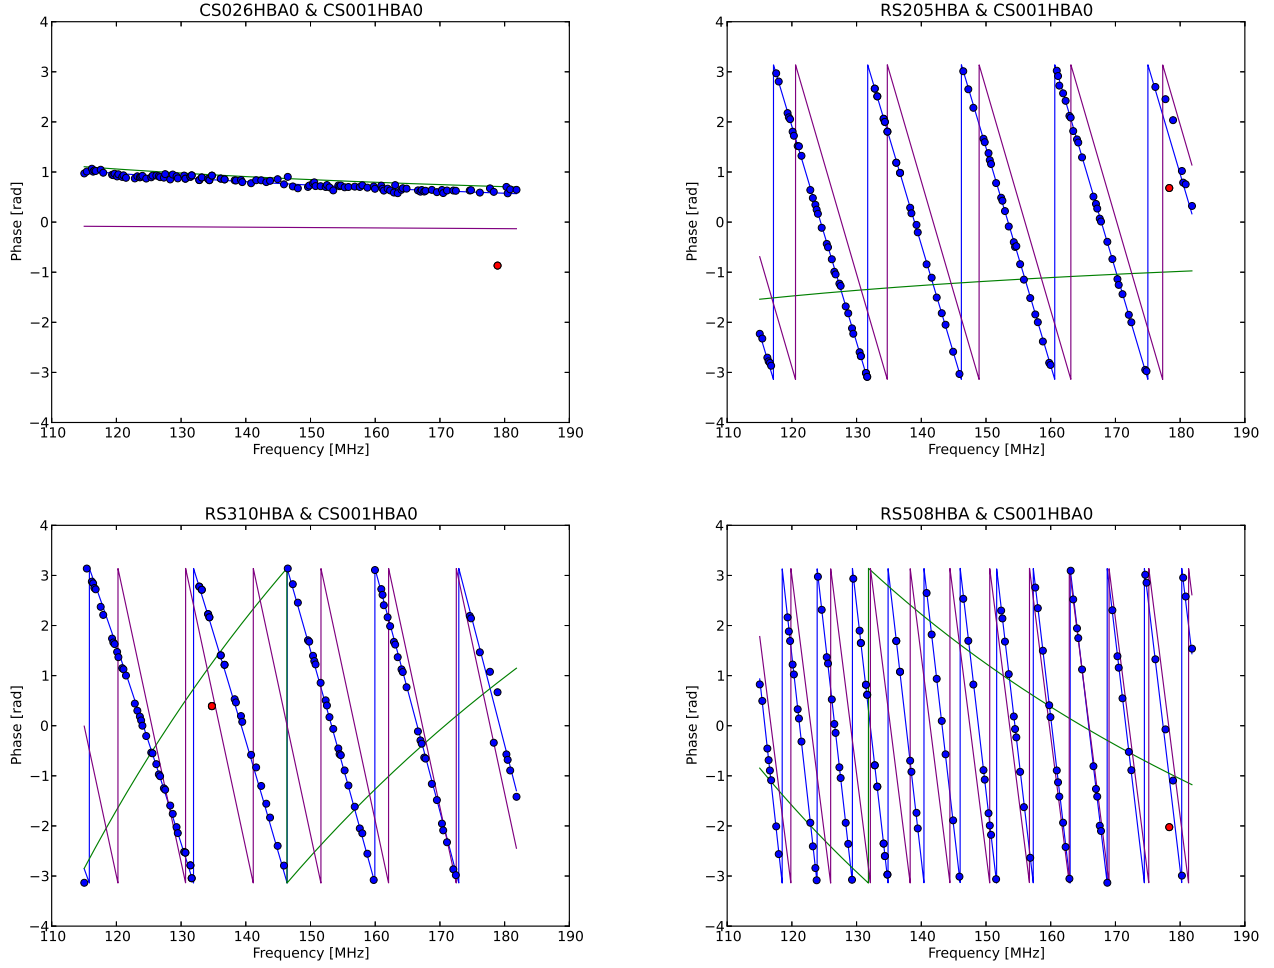 CS026HBA0 & CS001HBA0
4
3
2
1
0
−1
−2
−3
−4
Phase [rad]
110 120 130 140 150 160 170 180 190
Frequency [MHz]
RS205HBA & CS001HBA0
4
3
2
1
0
−1
−2
−3
−4
Phase [rad]
110 120 130 140 150 160 170 180 190
Frequency [MHz]
RS310HBA & CS001HBA0
4
3
2
1
0
−1
−2
−3
−4
Phase [rad]
110 120 130 140 150 160 170 180 190
Frequency [MHz]
RS508HBA & CS001HBA0
4
3
2
1
0
−1
−2
−3
−4
Phase [rad]
110 120 130 140 150 160 170 180 190
Frequency [MHz]